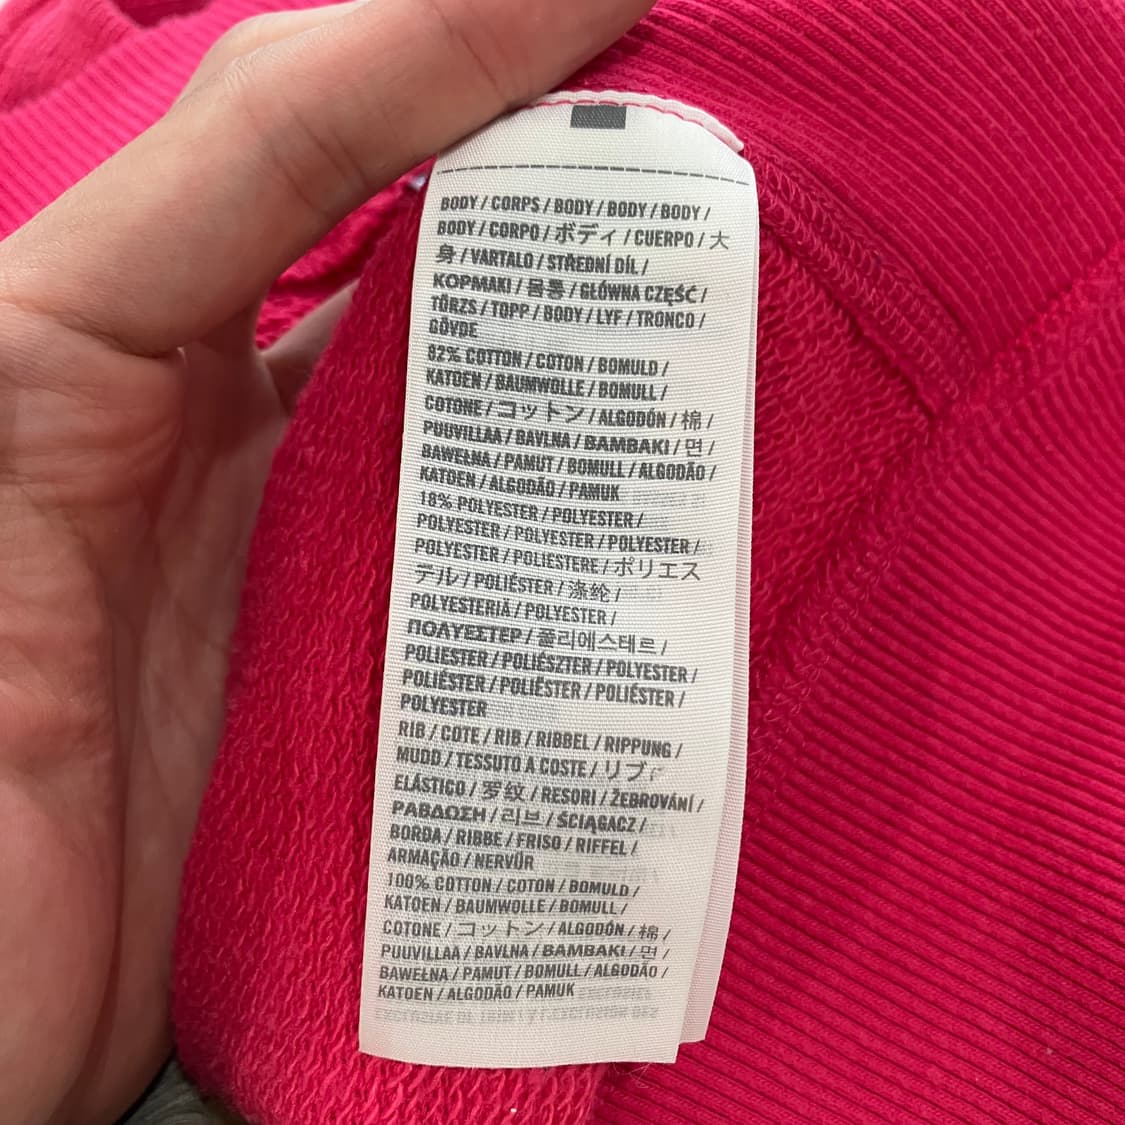 BODY / CORPS / BODY / BODY / BODY /
BODY / CORPO / ボディ / CUERPO / 大
身 / VARTALO / STŘEDNÍ DÍL /
ΚΟΡΜΑΚΙ / 몸통 / GŁÓWNA CZĘŚĆ /
TÖRZS / TOPP / BODY / LYF / TRONCO /
GÖVDE
82% COTTON / COTON / BOMULD /
KATOEN / BAUMWOLLE / BOMULL /
COTONE / コットン / ALGODÓN / 棉 /
PUUVILLAA / BAVLNA / ΒΑΜΒΑΚΙ / 면 /
BAWEŁNA / PAMUT / BOMULL / ALGODÃO /
KATOEN / ALGODÃO / PAMUK
18% POLYESTER / POLYESTER /
POLYESTER / POLYESTER / POLYESTER /
POLYESTER / POLIESTERE / ポリエス
テル / POLIÉSTER / 涤纶 /
POLYESTERIÄ / POLYESTER /
ΠΟΛΥΕΣΤΕΡ / 폴리에스테르 /
POLIESTER / POLIÉSZTER / POLYESTER /
POLIÉSTER / POLIËSTER / POLIÉSTER /
POLYESTER
RIB / COTE / RIB / RIBBEL / RIPPUNG /
MUDD / TESSUTO A COSTE / リブ /
ELÁSTICO / 罗纹 / RESORI / ŽEBROVÁNÍ /
ΡΑΒΔΩΣΗ / 리브 / ŚCIĄGACZ /
BORDA / RIBBE / FRISO / RIFFEL /
ARMAÇÃO / NERVÜR
100% COTTON / COTON / BOMULD /
KATOEN / BAUMWOLLE / BOMULL /
COTONE / コットン / ALGODÓN / 棉 /
PUUVILLAA / BAVLNA / ΒΑΜΒΑΚΙ / 면 /
BAWEŁNA / PAMUT / BOMULL / ALGODÃO /
KATOEN / ALGODÃO / PAMUK